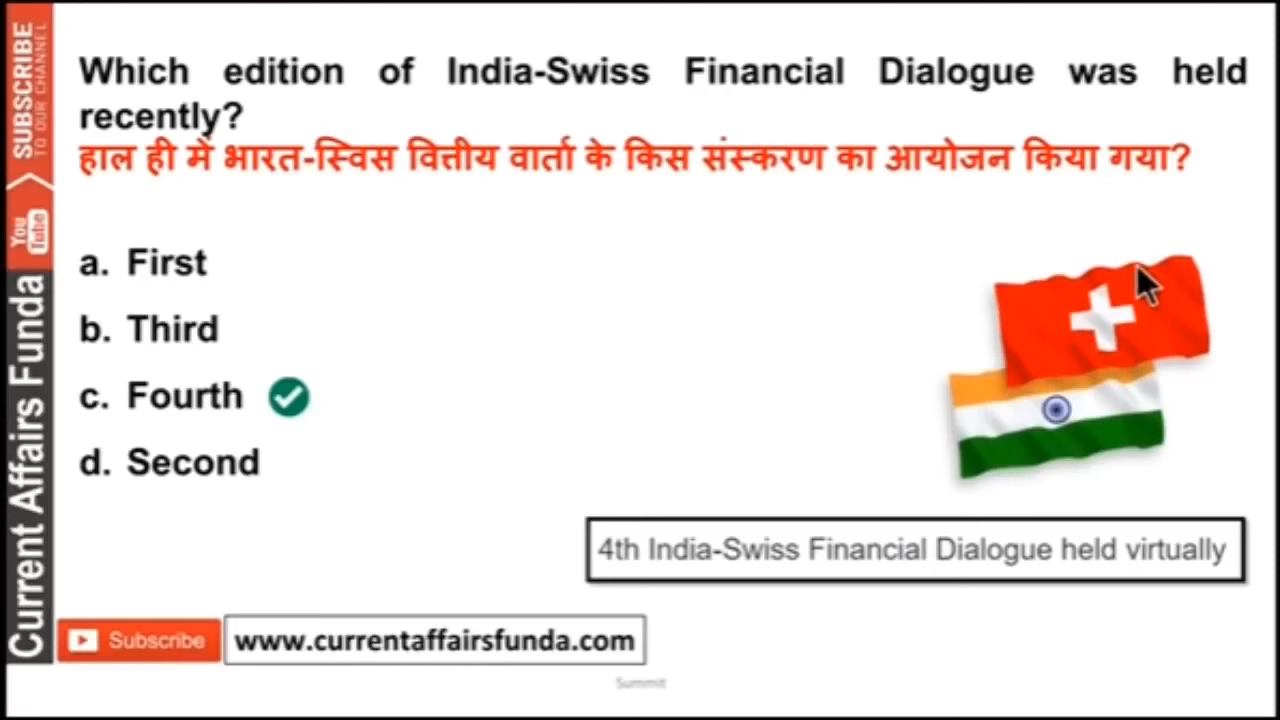 Which edition of India-Swiss Financial Dialogue was held
recently?
हाल ही में भारत-स्विस वित्तीय वार्ता के किस संस्करण का आयोजन किया गया?
a. First
b. Third
c. Fourth
d. Second
4th India-Swiss Financial Dialogue held virtually
Subscribe
www.currentaffairsfunda.com
Summit
SUBSCRIBE
TO OUR CHANNEL
You
Tube
Current Affairs Funda